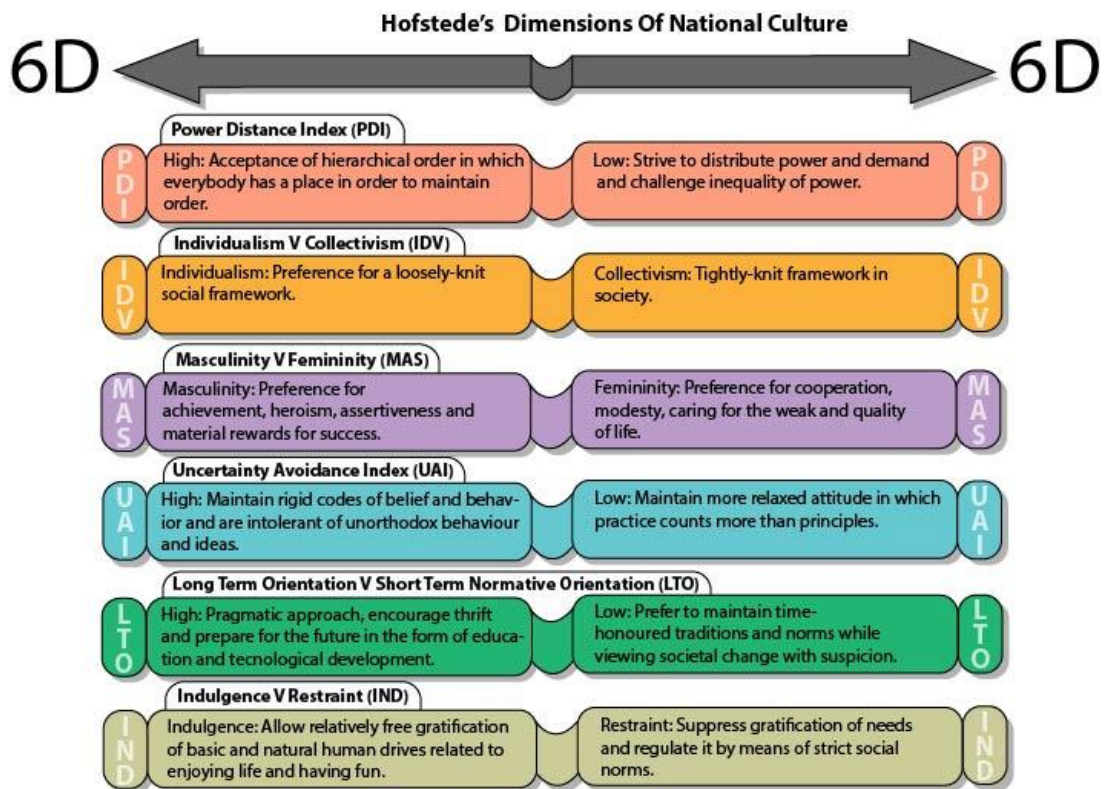 Hofstede's Dimensions Of National Culture
6D
6D
Power Distance Index (PDI)
PDI
High: Acceptance of hierarchical order in which
everybody has a place in order to maintain
order.
Low: Strive to distribute power and demand
and challenge inequality of power.
PDI
Individualism V Collectivism (IDV)
IDV
Individualism: Preference for a loosely-knit
social framework.
Collectivism: Tightly-knit framework in
society.
IDV
Masculinity V Femininity (MAS)
MAS
Masculinity: Preference for
achievement, heroism, assertiveness and
material rewards for success.
Femininity: Preference for cooperation,
modesty, caring for the weak and quality
of life.
MAS
Uncertainty Avoidance Index (UAI)
UAI
High: Maintain rigid codes of belief and behav-
ior and are intolerant of unorthodox behaviour
and ideas.
Low: Maintain more relaxed attitude in which
practice counts more than principles.
UAI
Long Term Orientation V Short Term Normative Orientation (LTO)
LTO
High: Pragmatic approach, encourage thrift
and prepare for the future in the form of educa-
tion and tecnological development.
Low: Prefer to maintain time-
honoured traditions and norms while
viewing societal change with suspicion.
LTO
Indulgence V Restraint (IND)
IND
Indulgence: Allow relatively free gratification
of basic and natural human drives related to
enjoying life and having fun.
Restraint: Suppress gratification of needs
and regulate it by means of strict social
norms.
IND